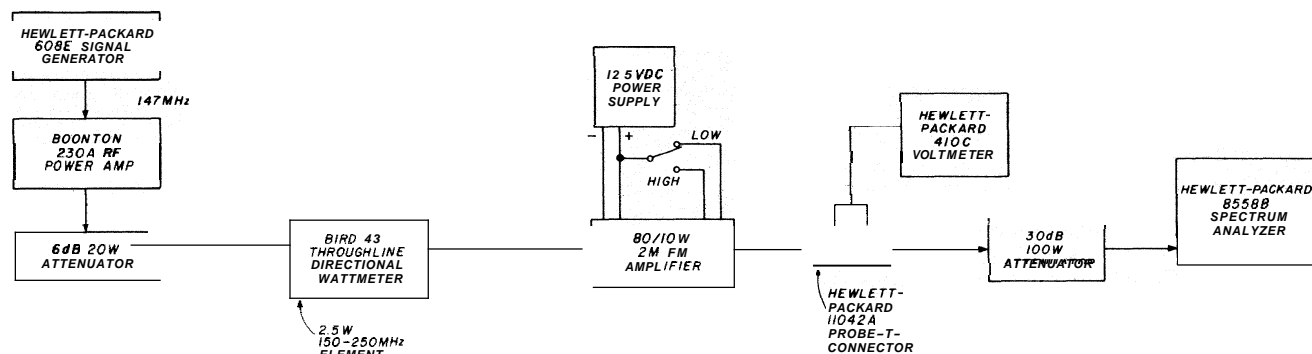 HEWLETT-PACKARD
608E SIGNAL
GENERATOR
147MHz
BOONTON
230A RF
POWER AMP
6dB 20W
ATTENUATOR
BIRD 43
THROUGHLINE
DIRECTIONAL
WATTMETER
2.5W
150-250MHz
ELEMENT
12 5VDC
POWER
SUPPLY
- +
LOW
HIGH
80/10W
2M FM
AMPLIFIER
HEWLETT-
PACKARD
410C
VOLTMETER
HEWLETT-
PACKARD
11042A
PROBE-T-
CONNECTOR
30dB
100W
ATTENUATOR
HEWLETT-PACKARD
8558B
SPECTRUM
ANALYZER